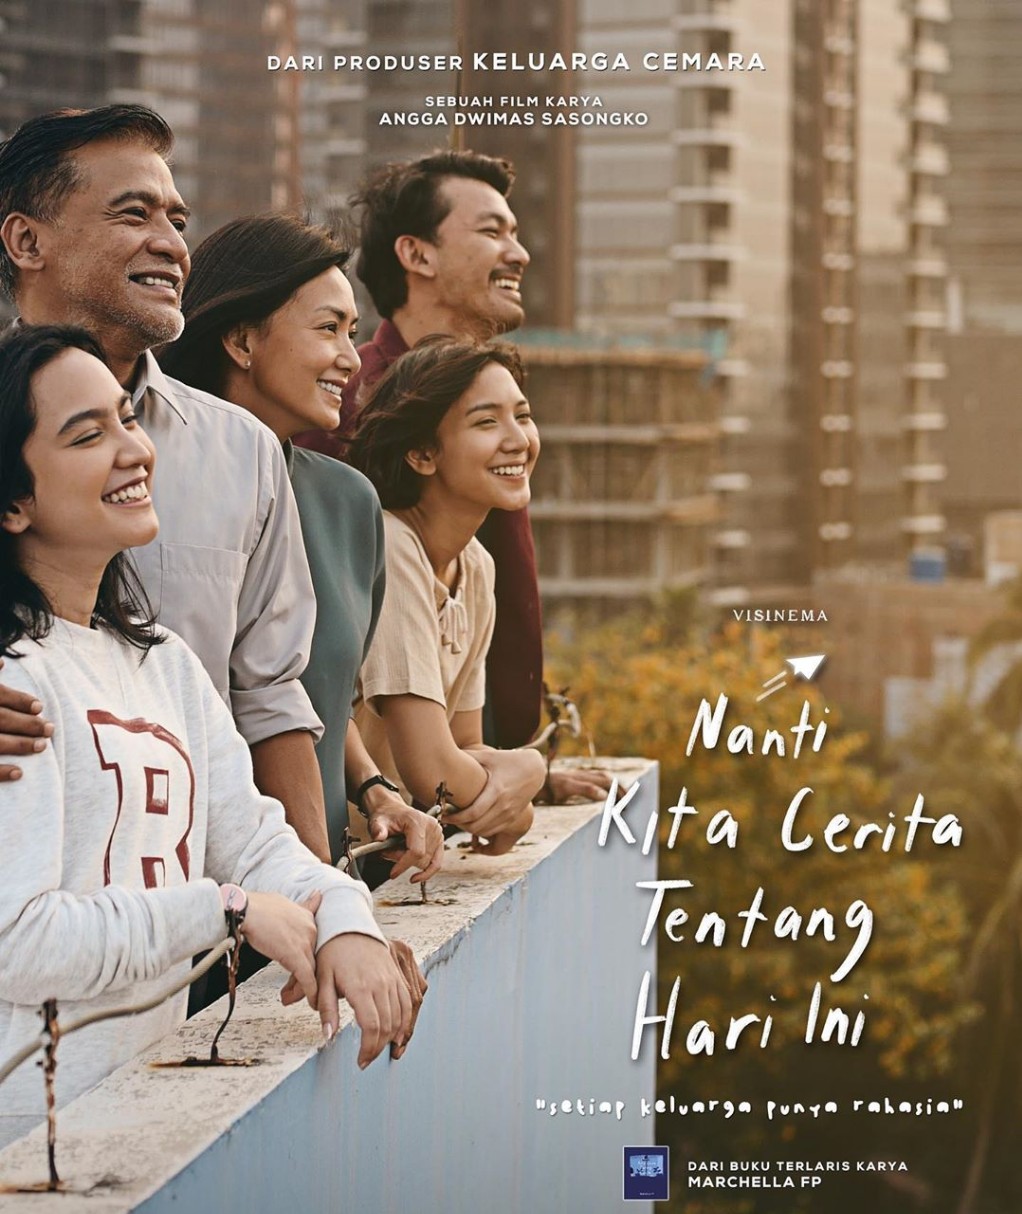 DARI PRODUSER KELUARGA CEMARA
SEBUAH FILM KARYA
ANGGA DWIMAS SASONGKO
R
VISINEMA
Nanti
Kita Cerita
Tentang
Hari Ini
"setiap keluarga punya rahasia"
DARI BUKU TERLARIS KARYA
MARCHELLA FP